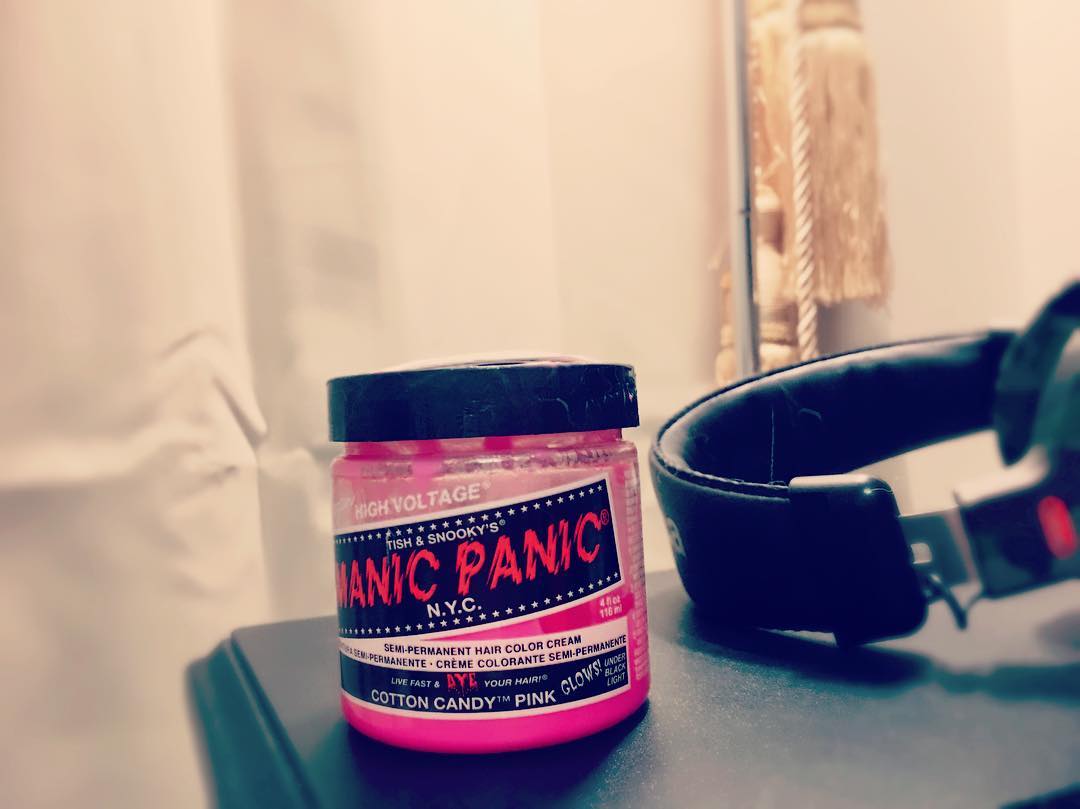 HIGH VOLTAGE®
TISH & SNOOKY'S®
MANIC PANIC®
N.Y.C.
4 fl oz
118 ml
SEMI-PERMANENT HAIR COLOR CREAM
SEMI-PERMANENTE · CRÈME COLORANTE SEMI-PERMANENTE
LIVE FAST & DYE YOUR HAIR!®
COTTON CANDY™ PINK
GLOWS! UNDER
BLACK
LIGHT